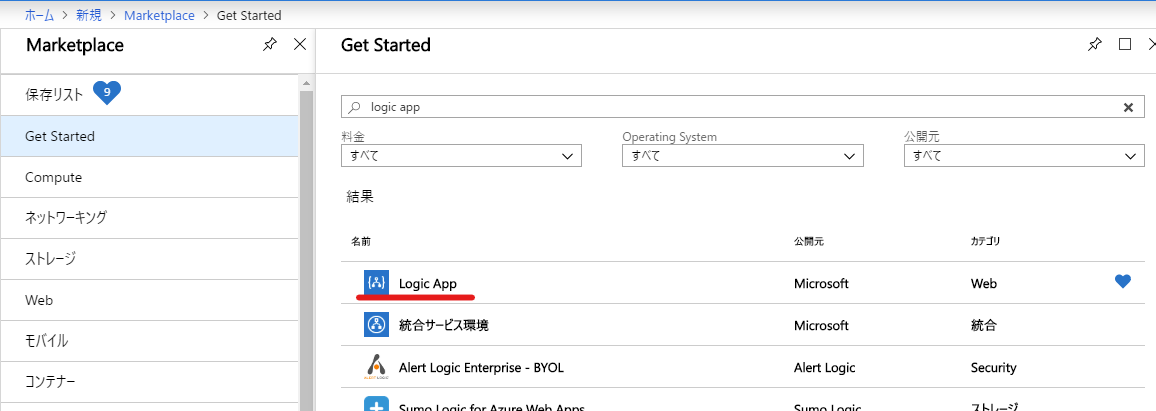 ホーム > 新規 > Marketplace > Get Started
Marketplace
保存リスト 9
Get Started
Compute
ネットワーキング
ストレージ
Web
モバイル
コンテナー
Get Started
logic app
料金 Operating System 公開元
すべて すべて すべて
結果
名前 公開元 カテゴリ
Logic App Microsoft Web
統合サービス環境 Microsoft 統合
ALERT LOGIC Alert Logic Enterprise - BYOL Alert Logic Security
Sumo Logic for Azure Web Apps Sumo Logic ストレージ